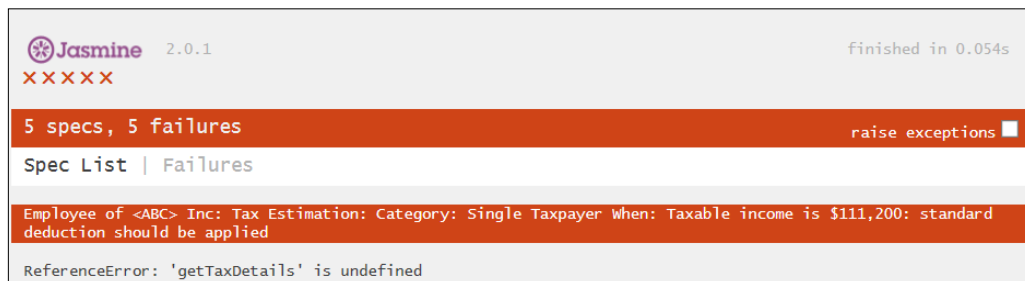 Jasmine 2.0.1 finished in 0.054s
×××××
5 specs, 5 failures raise exceptions
Spec List | Failures
Employee of <ABC> Inc: Tax Estimation: Category: Single Taxpayer When: Taxable income is $111,200: standard
deduction should be applied
ReferenceError: 'getTaxDetails' is undefined